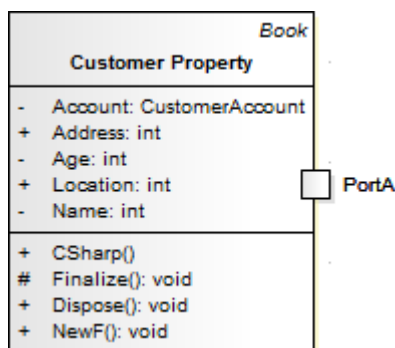 Book
Customer Property
- Account: CustomerAccount
+ Address: int
- Age: int
+ Location: int
PortA
- Name: int
+ CSharp()
# Finalize(): void
+ Dispose(): void
+ NewF(): void